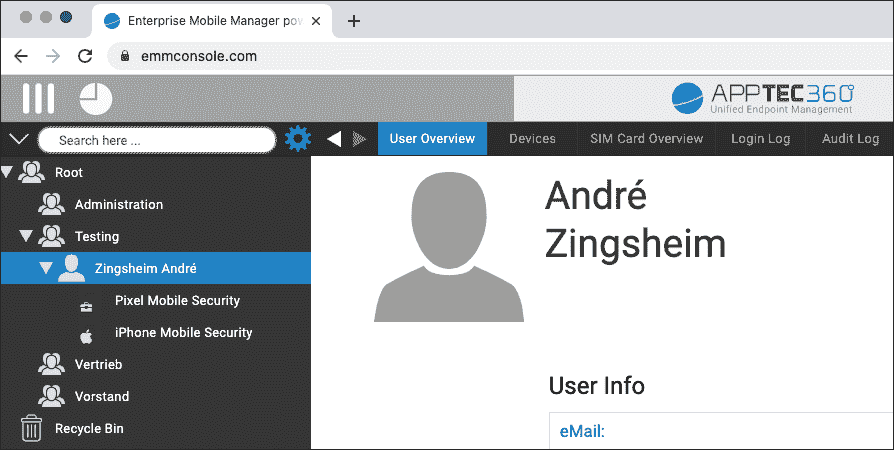 Enterprise Mobile Manager pow
emmconsole.com
APPTEC360°
Unified Endpoint Management
Search here ...
User Overview
Devices
SIM Card Overview
Login Log
Audit Log
Root
Administration
Testing
Zingsheim André
Pixel Mobile Security
iPhone Mobile Security
Vertrieb
Vorstand
Recycle Bin
André
Zingsheim
User Info
eMail: